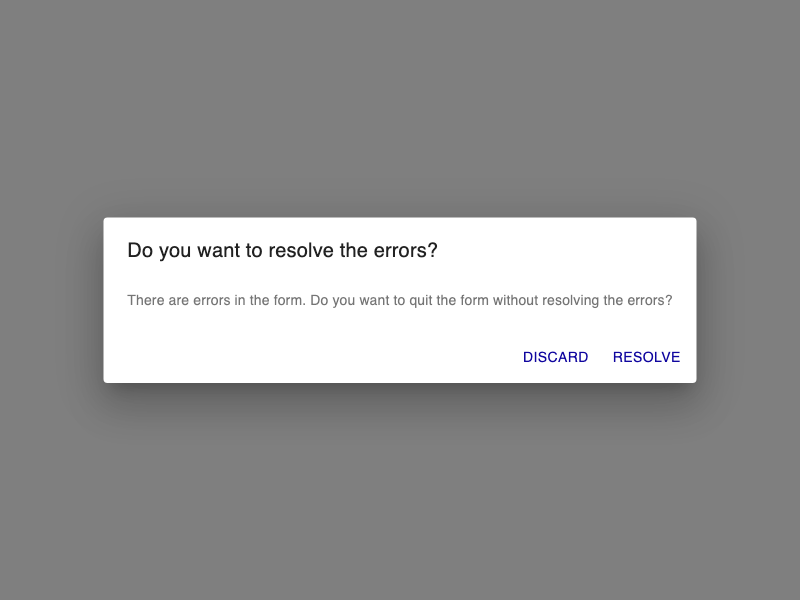 Do you want to resolve the errors?
There are errors in the form. Do you want to quit the form without resolving the errors?
DISCARD RESOLVE